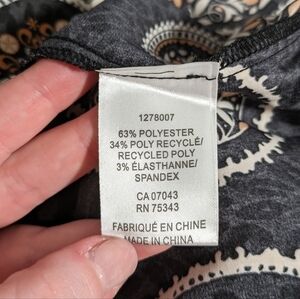 1278007
63% POLYESTER
34% POLY RECYCLÉ/
RECYCLED POLY
3% ÉLASTHANNE/
SPANDEX
CA 07043
RN 75343
FABRIQUÉ EN CHINE
MADE IN CHINA